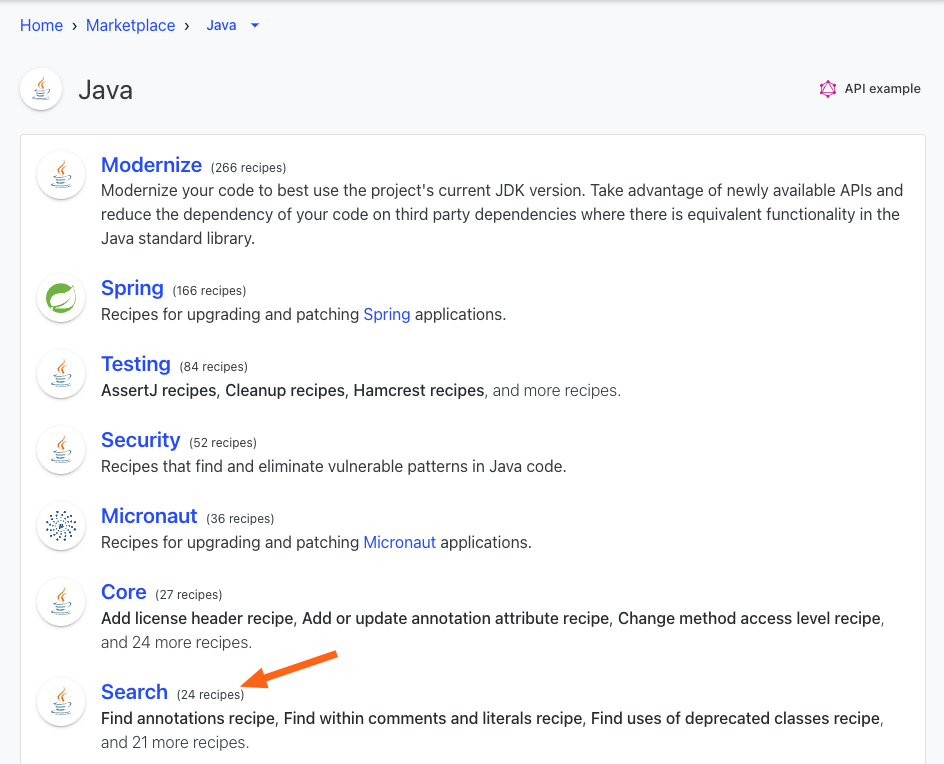 Home › Marketplace › Java
Java
API example
Modernize (266 recipes)
Modernize your code to best use the project's current JDK version. Take advantage of newly available APIs and
reduce the dependency of your code on third party dependencies where there is equivalent functionality in the
Java standard library.
Spring (166 recipes)
Recipes for upgrading and patching Spring applications.
Testing (84 recipes)
AssertJ recipes, Cleanup recipes, Hamcrest recipes, and more recipes.
Security (52 recipes)
Recipes that find and eliminate vulnerable patterns in Java code.
Micronaut (36 recipes)
Recipes for upgrading and patching Micronaut applications.
Core (27 recipes)
Add license header recipe, Add or update annotation attribute recipe, Change method access level recipe,
and 24 more recipes.
Search (24 recipes)
Find annotations recipe, Find within comments and literals recipe, Find uses of deprecated classes recipe,
and 21 more recipes.